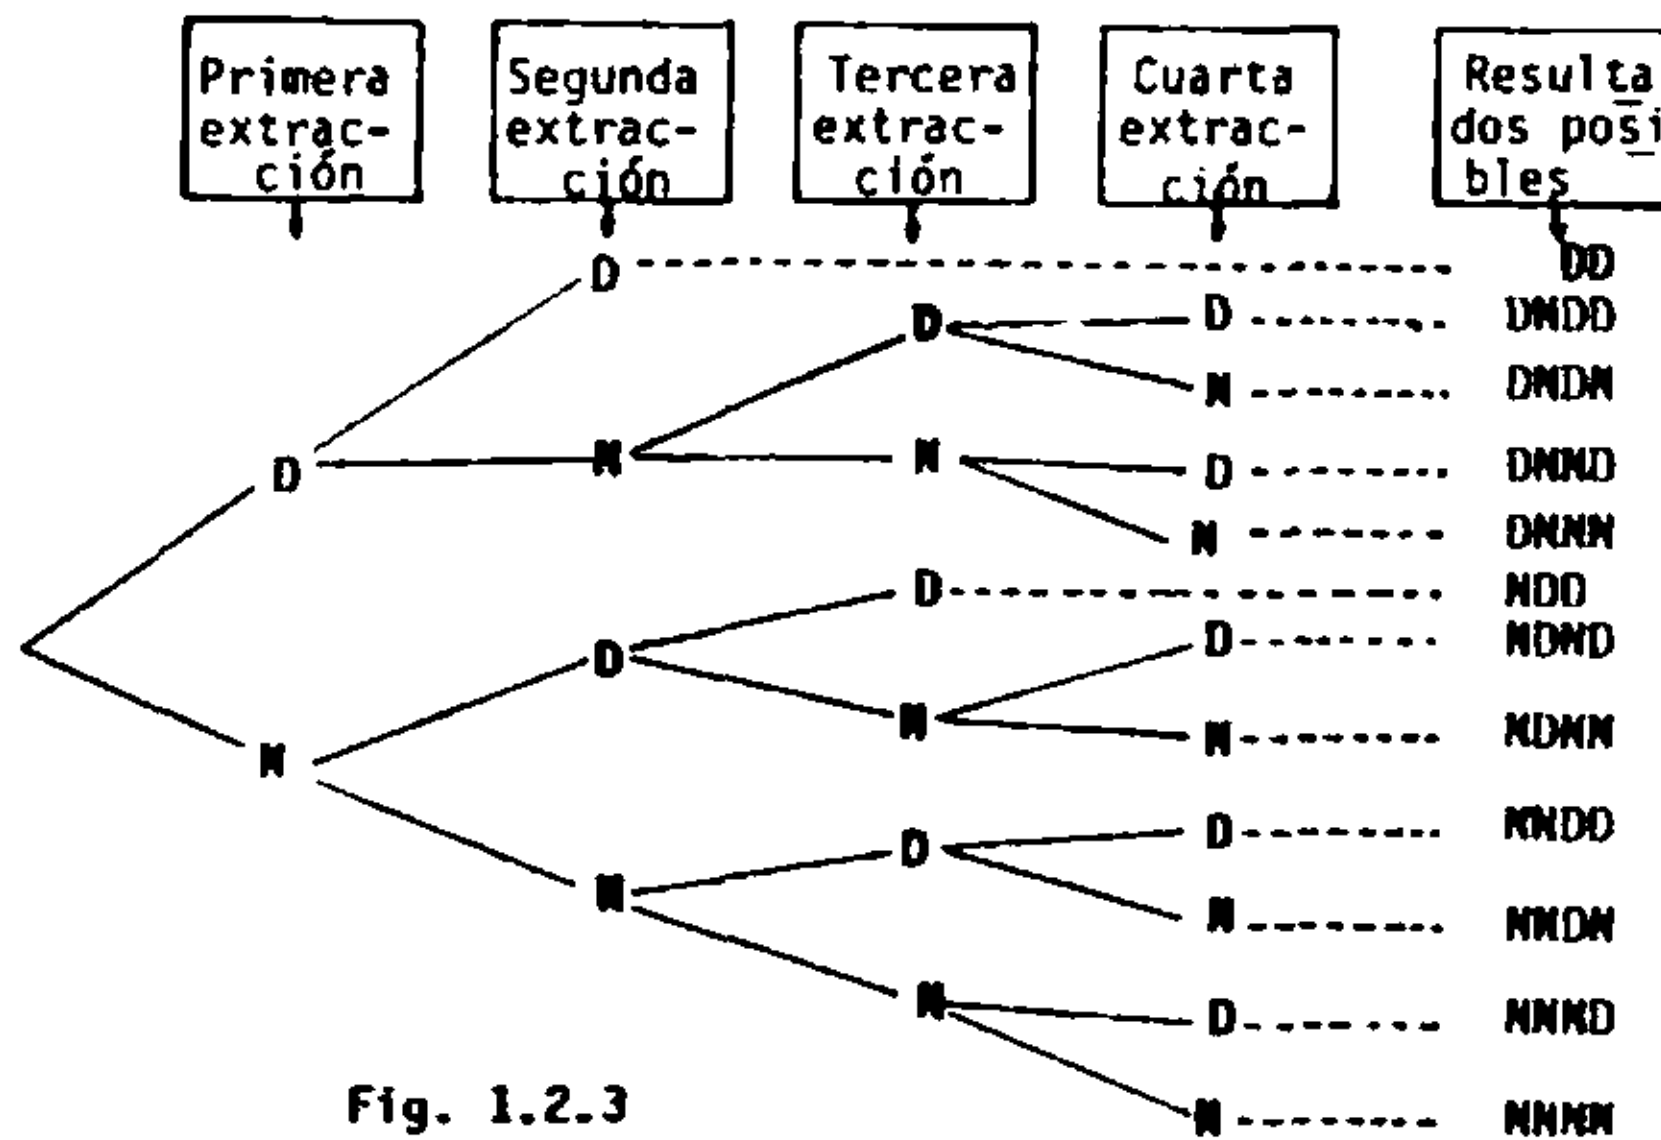 Primera
extrac-
ción
Segunda
extrac-
ción
Tercera
extrac-
ción
Cuarta
extrac-
ción
Resulta
dos posi
bles
D
D
DD
N
D
D
DNDD
N
DNDN
N
D
DNND
N
DNNN
N
D
D
NDD
N
D
NDND
N
NDNN
N
D
D
NNDD
N
NNDN
N
D
NNND
N
NNNN
Fig. 1.2.3